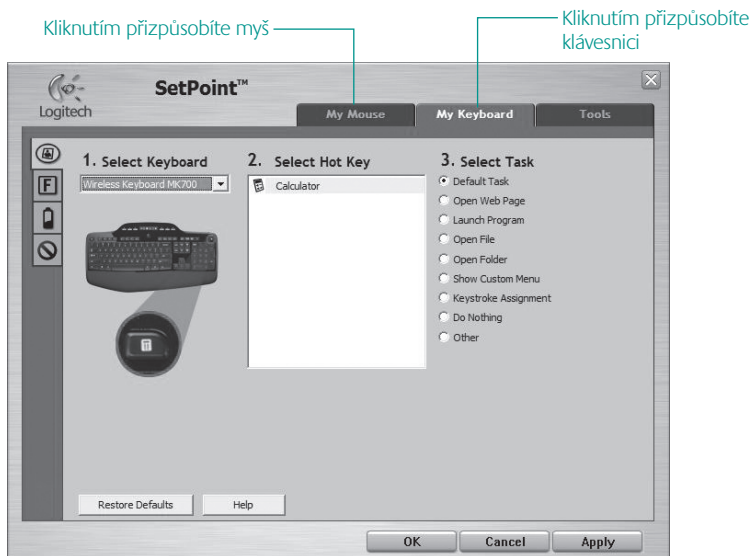 Kliknutím přizpůsobíte myš
Kliknutím přizpůsobíte
klávesnici
Logitech
SetPoint™
My Mouse
My Keyboard
Tools
1. Select Keyboard
Wireless Keyboard MK700
2. Select Hot Key
Calculator
3. Select Task
Default Task
Open Web Page
Launch Program
Open File
Open Folder
Show Custom Menu
Keystroke Assignment
Do Nothing
Other
F
Restore Defaults
Help
OK
Cancel
Apply